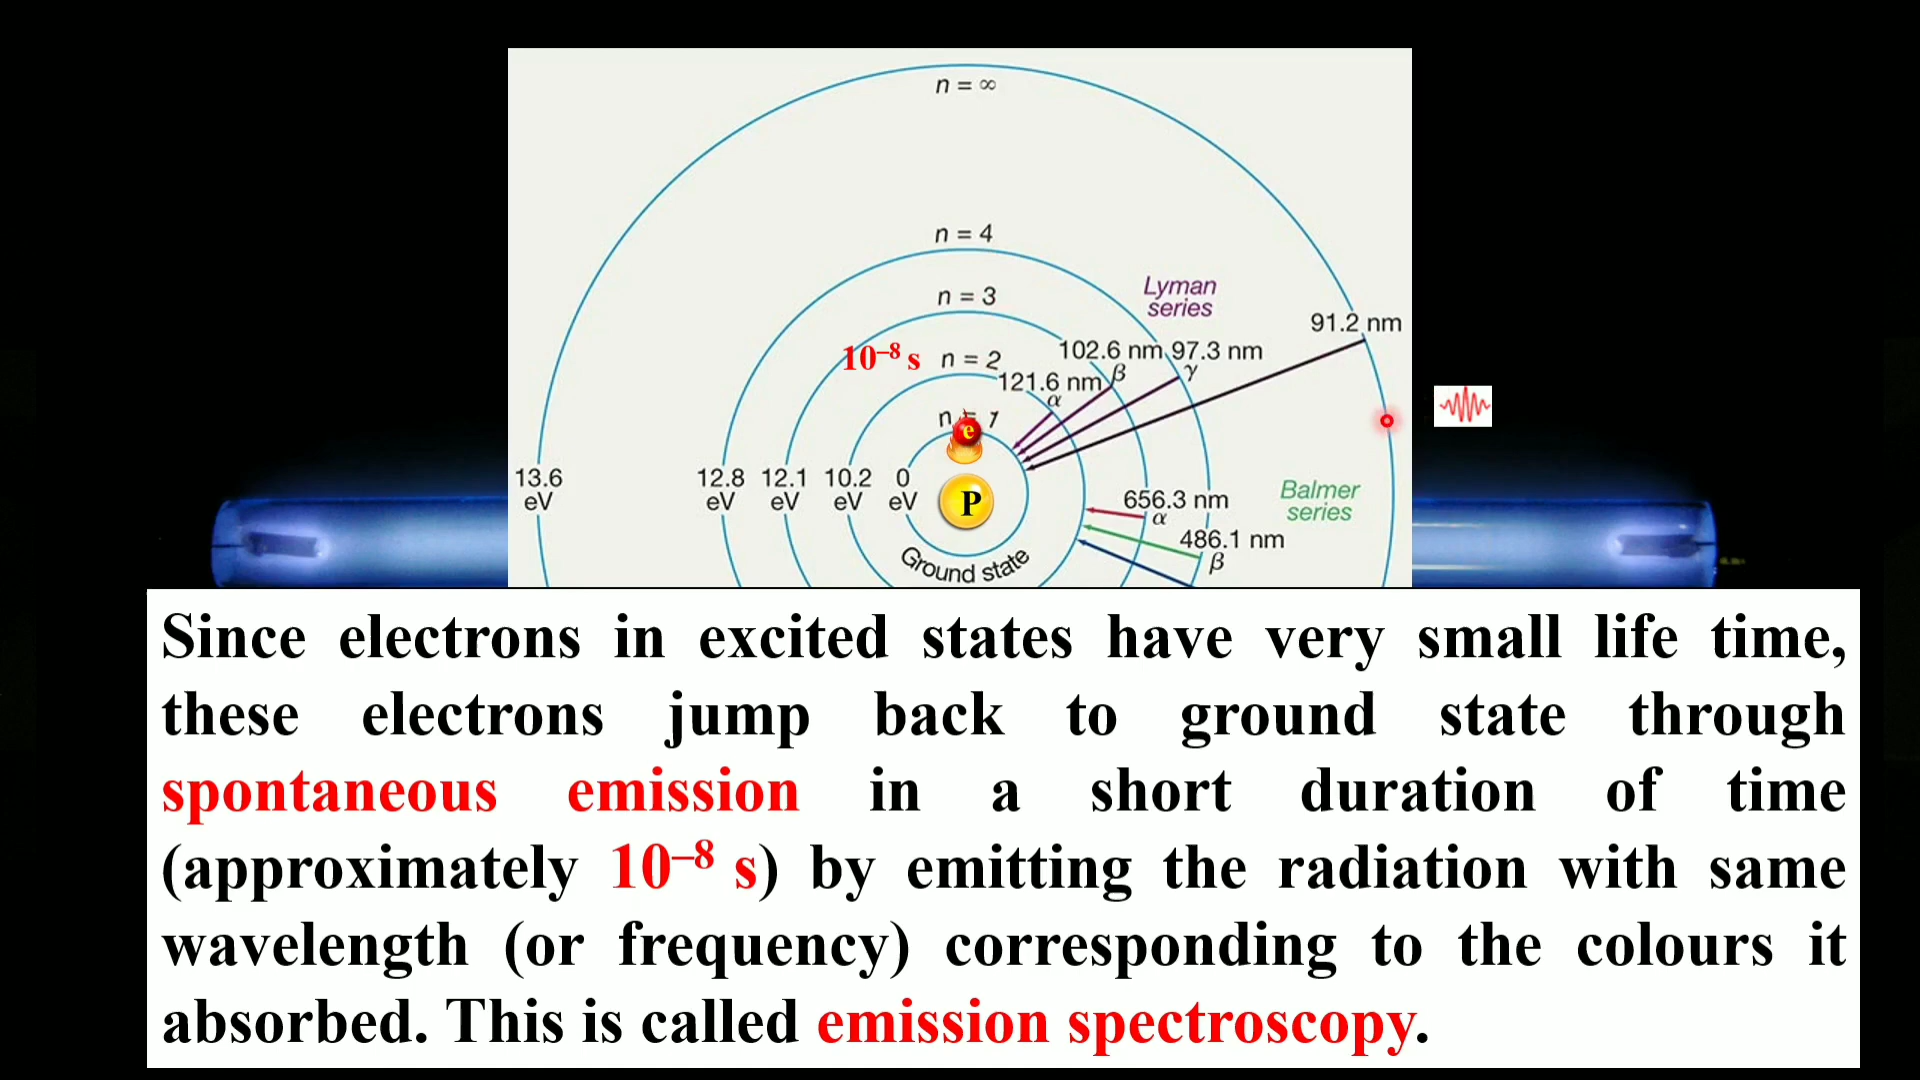 n = ∞
n = 4
Lyman
series
n = 3
91.2 nm
10⁻⁸ s
n = 2
102.6 nm
97.3 nm
β
γ
121.6 nm
α
n = 1
e
13.6
eV
12.8
eV
12.1
eV
10.2
eV
0
eV
P
656.3 nm
α
Balmer
series
486.1 nm
β
Ground state
Since electrons in excited states have very small life time,
these electrons jump back to ground state through
spontaneous emission in a short duration of time
(approximately 10⁻⁸ s) by emitting the radiation with same
wavelength (or frequency) corresponding to the colours it
absorbed. This is called emission spectroscopy.